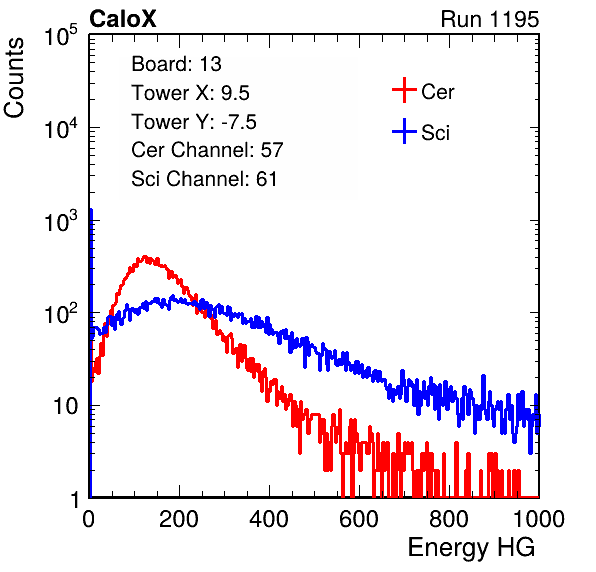 CaloX Run 1195
Counts
10^5
10^4
10^3
10^2
10
1
Board: 13
Tower X: 9.5
Tower Y: -7.5
Cer Channel: 57
Sci Channel: 61
Cer
Sci
0 200 400 600 800 1000
Energy HG